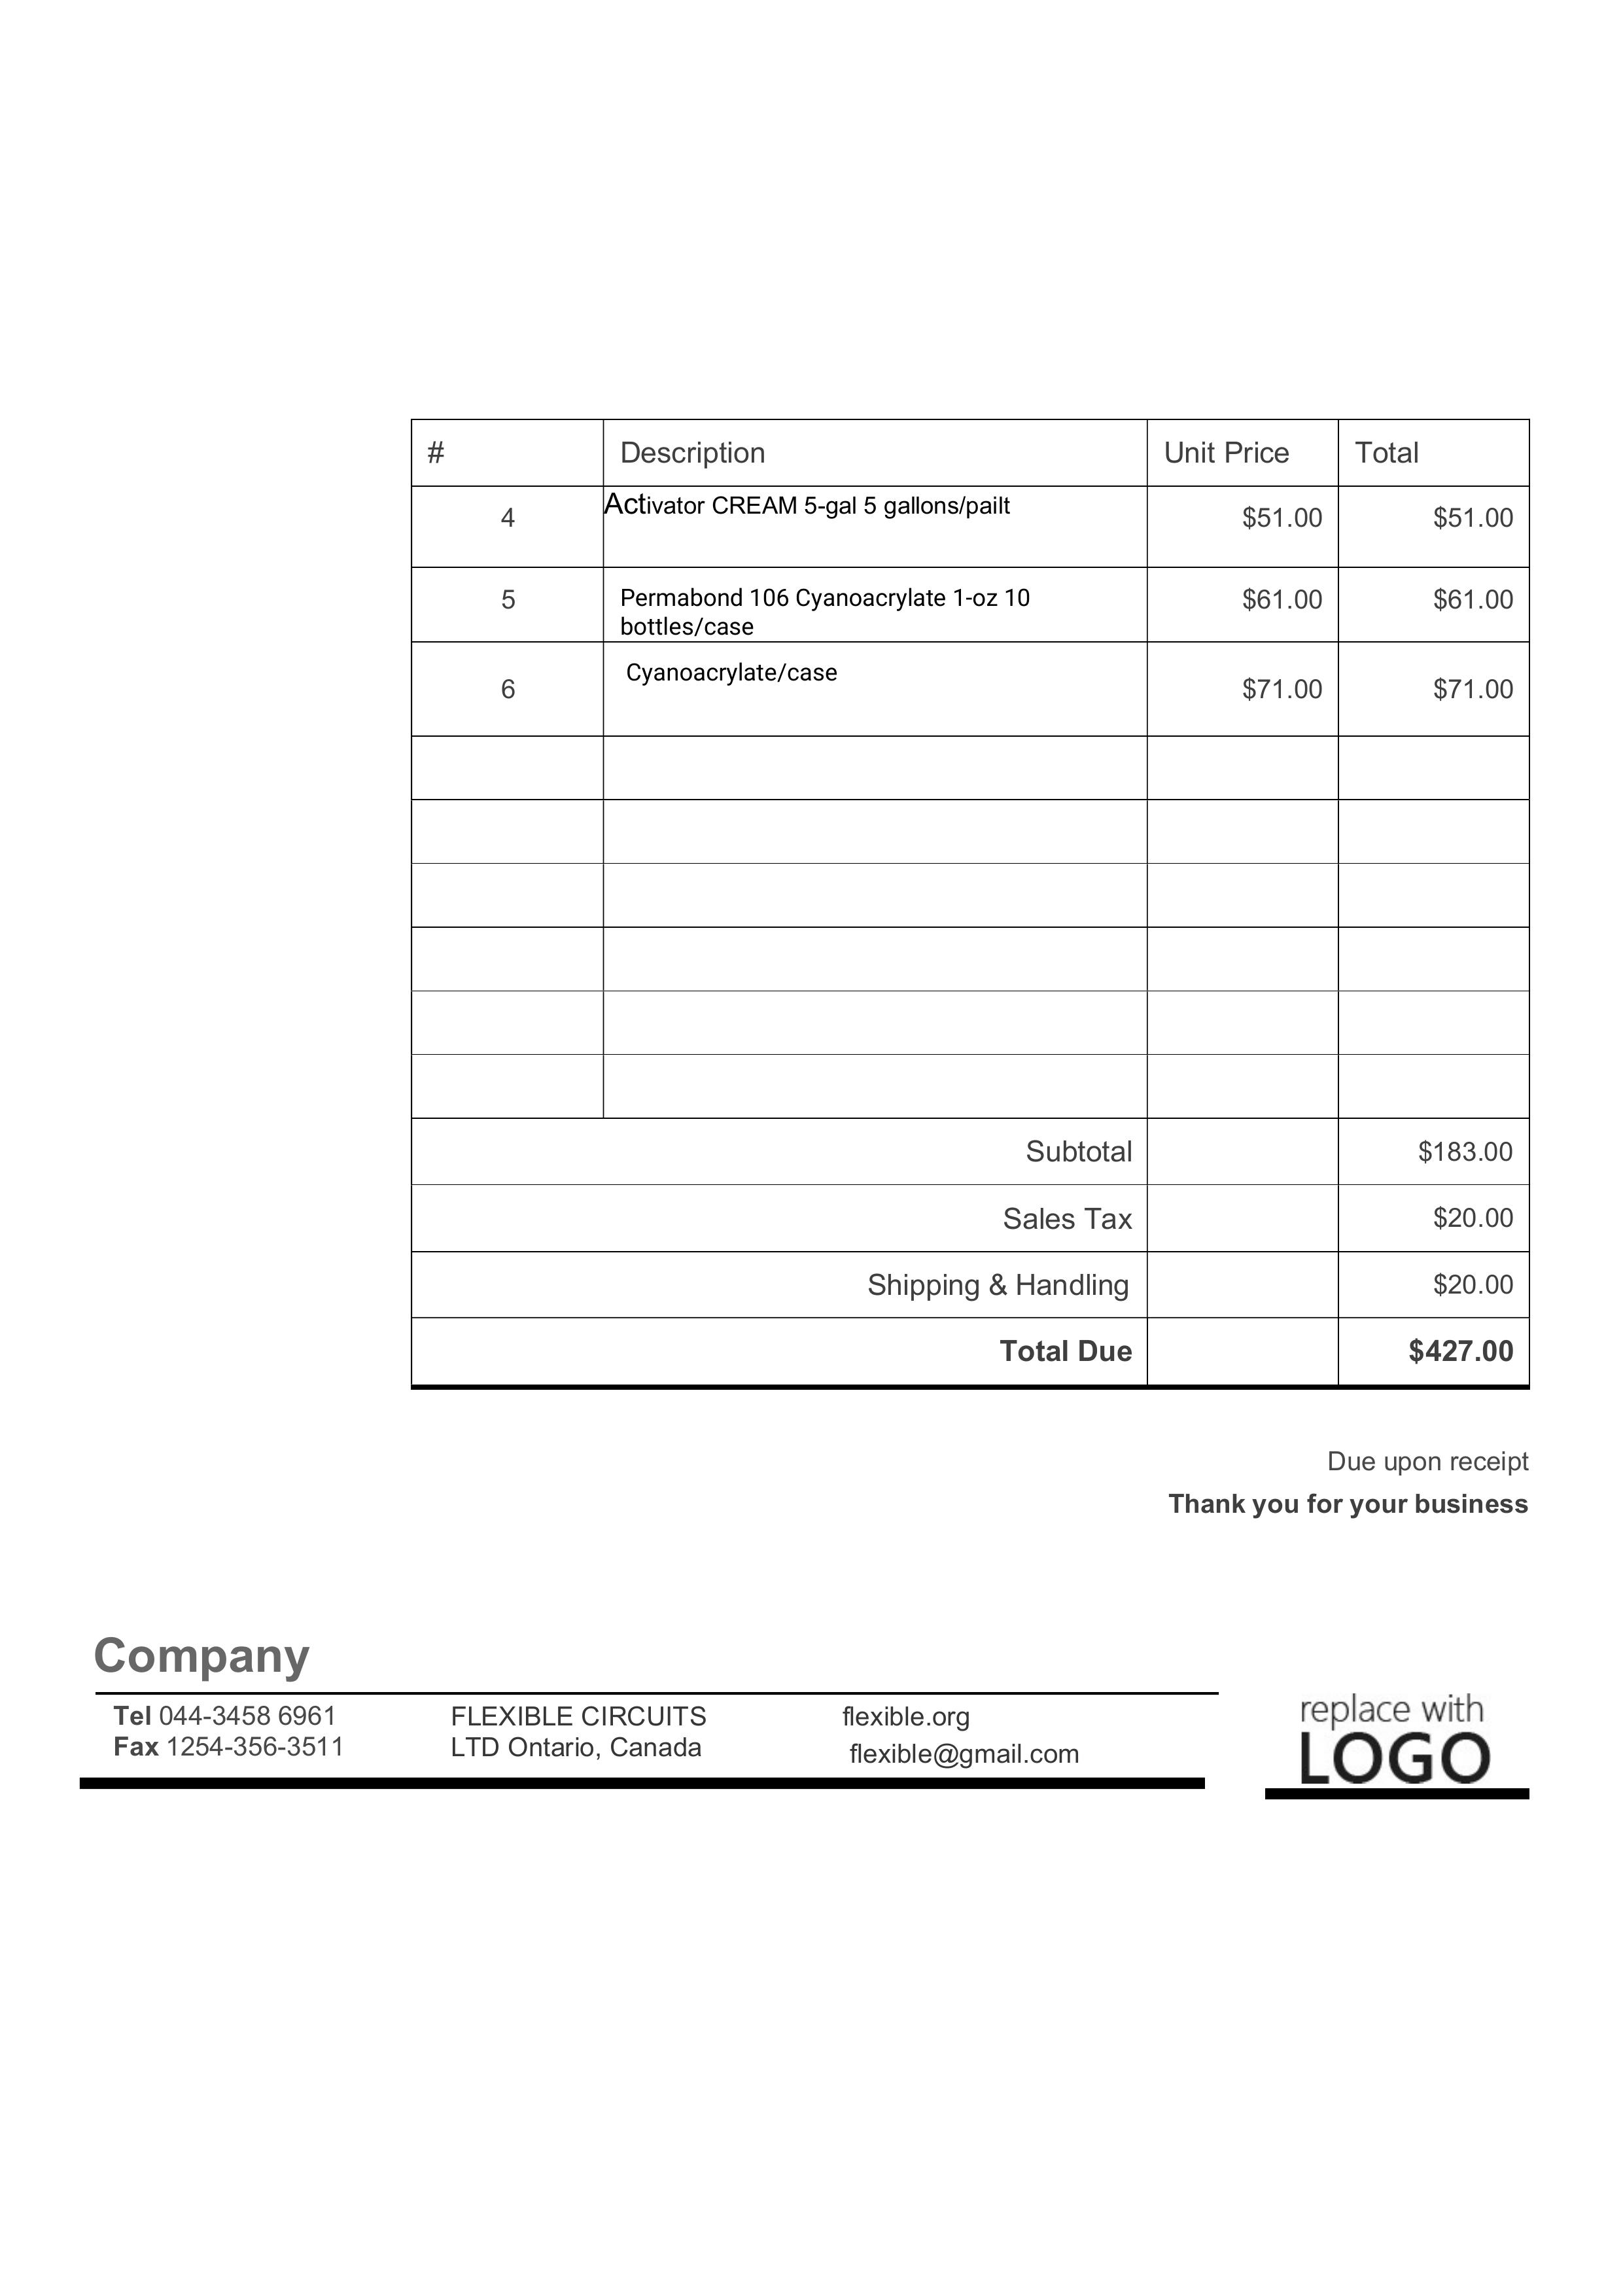 # Description Unit Price Total
4 Activator CREAM 5-gal 5 gallons/pailt $51.00 $51.00
5 Permabond 106 Cyanoacrylate 1-oz 10 $61.00 $61.00
bottles/case
6 Cyanoacrylate/case $71.00 $71.00
Subtotal $183.00
Sales Tax $20.00
Shipping & Handling $20.00
Total Due $427.00
Due upon receipt
Thank you for your business
Company
Tel 044-3458 6961 FLEXIBLE CIRCUITS flexible.org
Fax 1254-356-3511 LTD Ontario, Canada flexible@gmail.com
replace with
LOGO